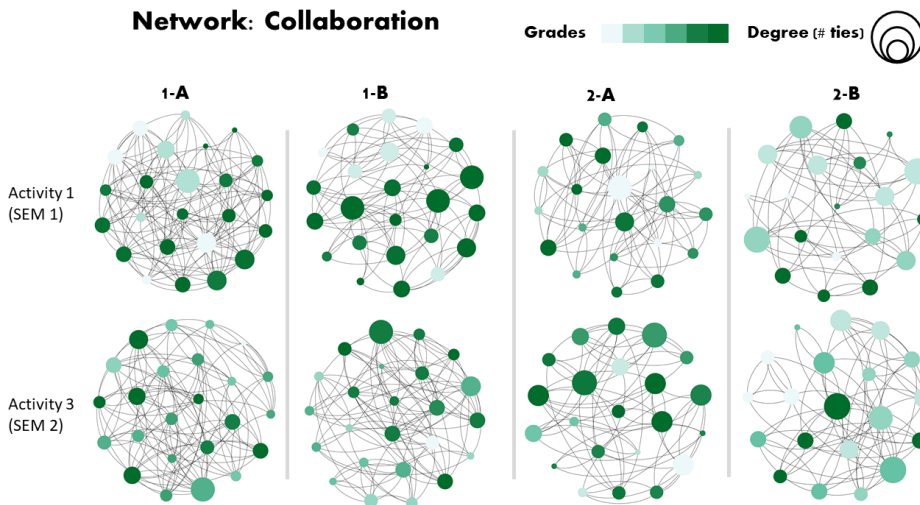 Network: Collaboration
Grades
Degree (# ties)
1-A
1-B
2-A
2-B
Activity 1
(SEM 1)
Activity 3
(SEM 2)